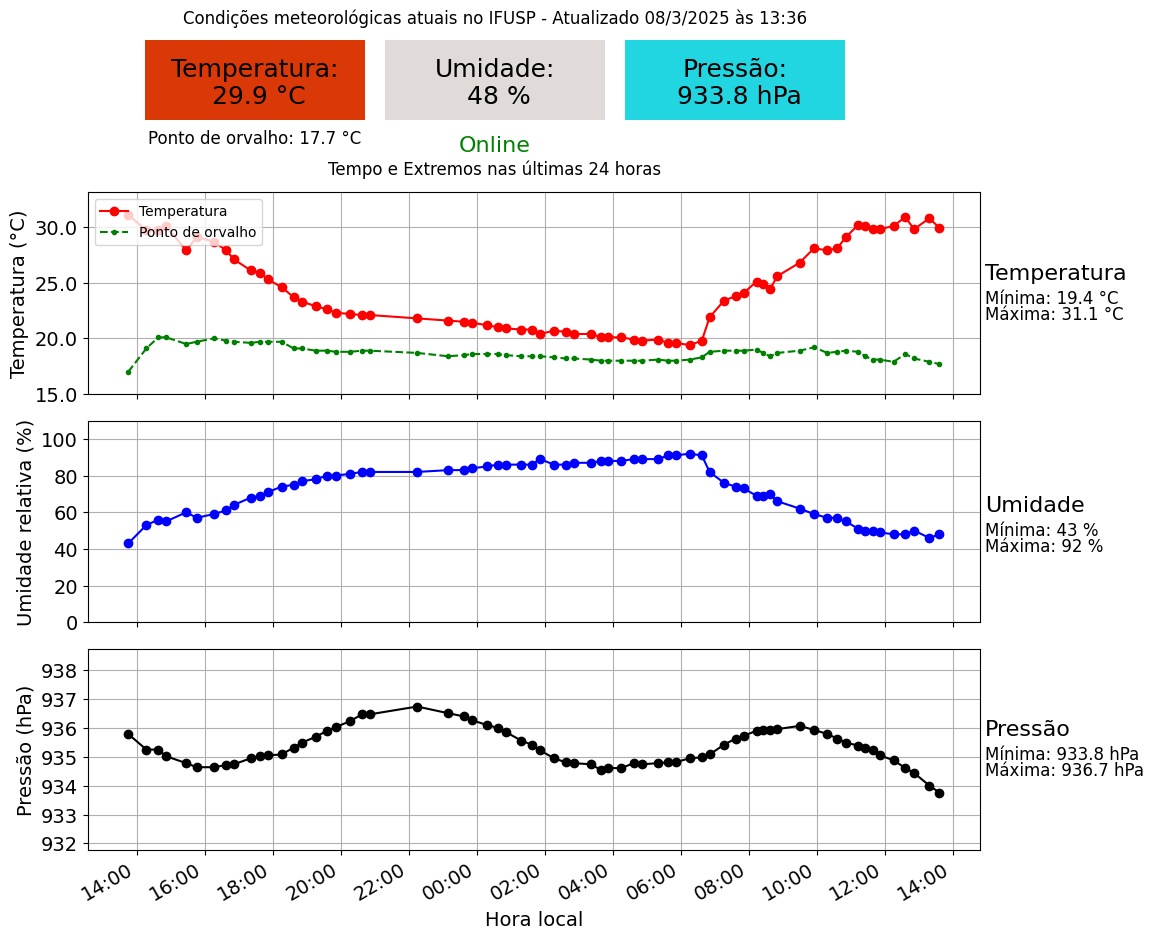 Condições meteorológicas atuais no IFUSP - Atualizado 08/3/2025 às 13:36
Temperatura:
29.9 °C
Umidade:
48 %
Pressão:
933.8 hPa
Ponto de orvalho: 17.7 °C
Online
Tempo e Extremos nas últimas 24 horas
Temperatura (°C)
30.0
25.0
20.0
15.0
Temperatura
Ponto de orvalho
Temperatura
Mínima: 19.4 °C
Máxima: 31.1 °C
Umidade relativa (%)
100
80
60
40
20
0
Umidade
Mínima: 43 %
Máxima: 92 %
Pressão (hPa)
938
937
936
935
934
933
932
Pressão
Mínima: 933.8 hPa
Máxima: 936.7 hPa
14:00
16:00
18:00
20:00
22:00
00:00
02:00
04:00
06:00
08:00
10:00
12:00
14:00
Hora local